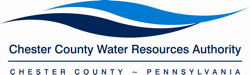 Chester County Water Resources Authority
CHESTER COUNTY ~ PENNSYLVANIA